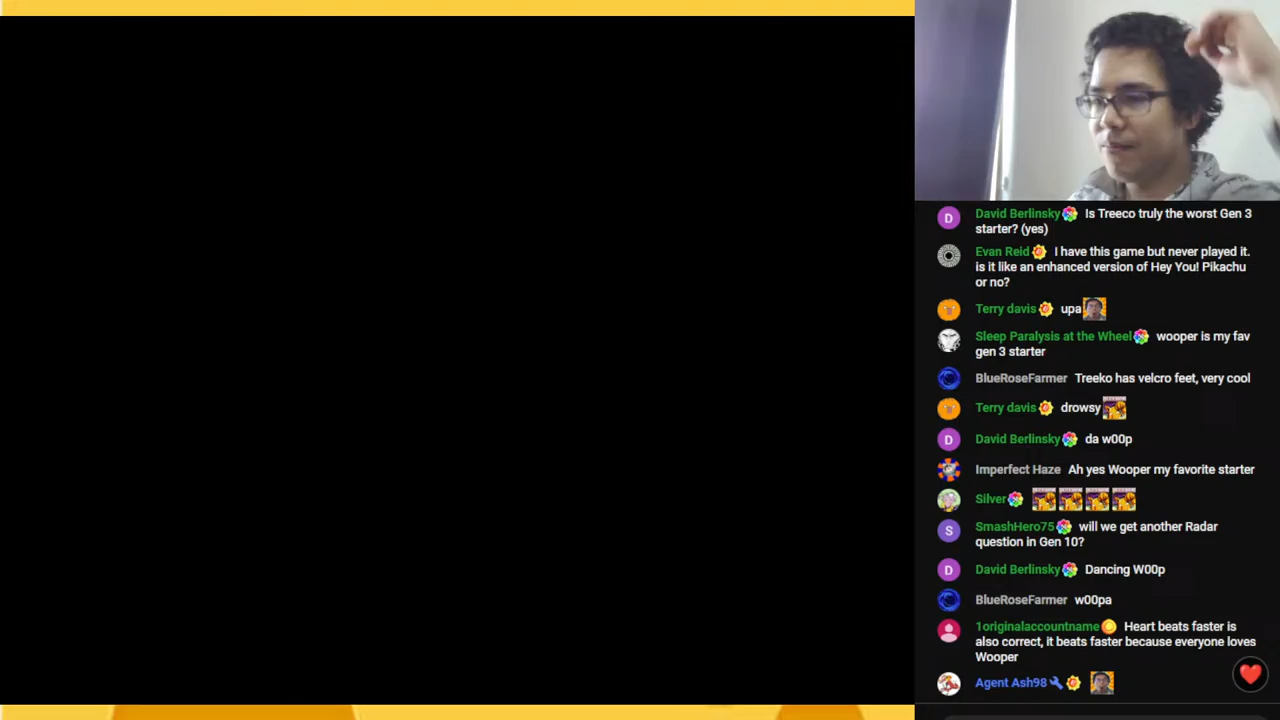 David Berlinsky Is Treeco truly the worst Gen 3
starter? (yes)
Evan Reid I have this game but never played it.
is it like an enhanced version of Hey You! Pikachu
or no?
Terry davis upa
Sleep Paralysis at the Wheel wooper is my fav
gen 3 starter
BlueRoseFarmer Treeko has velcro feet, very cool
Terry davis drowsy
David Berlinsky da w00p
Imperfect Haze Ah yes Wooper my favorite starter
Silver
SmashHero75 will we get another Radar
question in Gen 10?
David Berlinsky Dancing W00p
BlueRoseFarmer w00pa
1originalaccountname Heart beats faster is
also correct, it beats faster because everyone loves
Wooper
Agent Ash98